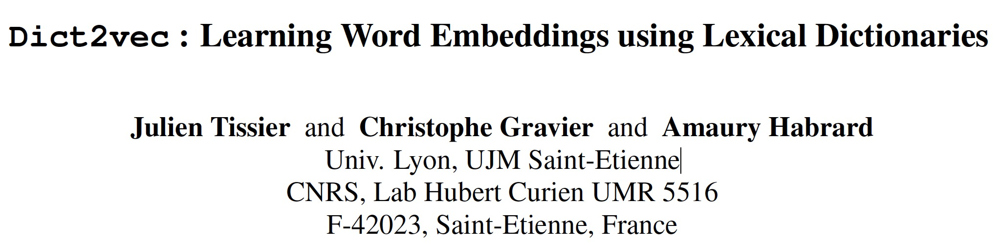 Dict2vec : Learning Word Embeddings using Lexical Dictionaries
Julien Tissier and Christophe Gravier and Amaury Habrard
Univ. Lyon, UJM Saint-Etienne
CNRS, Lab Hubert Curien UMR 5516
F-42023, Saint-Etienne, France